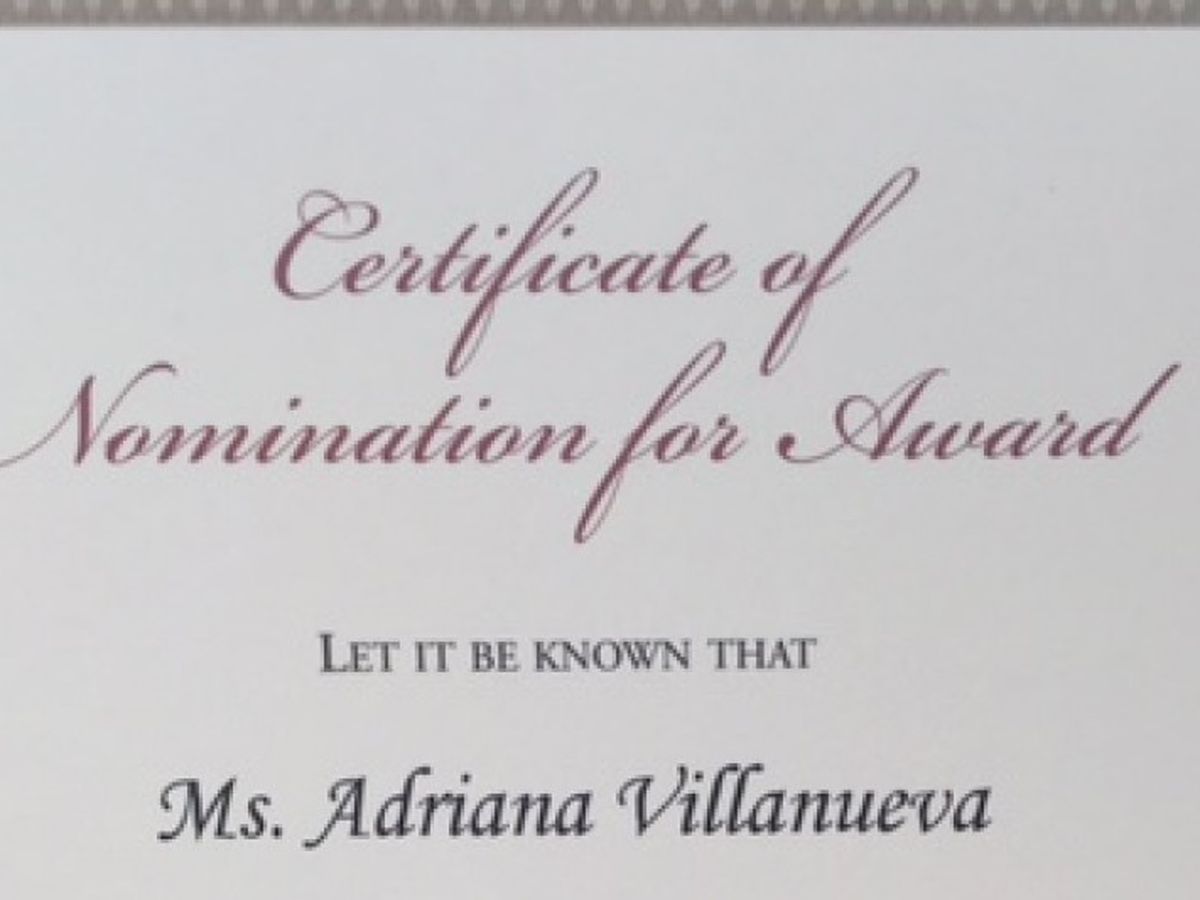 Certificate of
Nomination for Award
LET IT BE KNOWN THAT
Ms. Adriana Villanueva